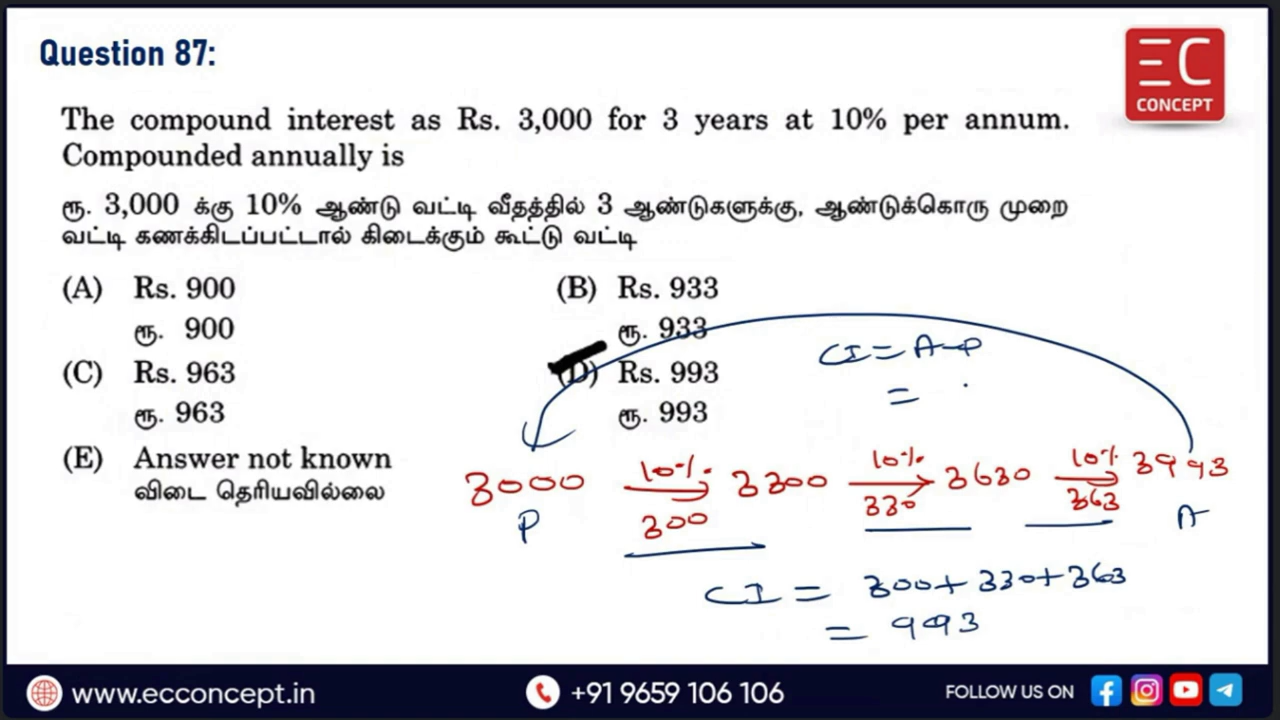 Question 87:
EC
CONCEPT
The compound interest as Rs. 3,000 for 3 years at 10% per annum.
Compounded annually is
ரூ. 3,000 க்கு 10% ஆண்டு வட்டி வீதத்தில் 3 ஆண்டுகளுக்கு, ஆண்டுக்கொரு முறை
வட்டி கணக்கிடப்பட்டால் கிடைக்கும் கூட்டு வட்டி
(A) Rs. 900
ரூ. 900
(B) Rs. 933
ரூ. 933
(C) Rs. 963
ரூ. 963
(D) Rs. 993
ரூ. 993
(E) Answer not known
விடை தெரியவில்லை
CI = A-P
=
3000 10% 3300 10% 3630 10% 3993
P 300 330 363 A
CI = 300+330+363
= 993
www.ecconcept.in
+91 9659 106 106
FOLLOW US ON